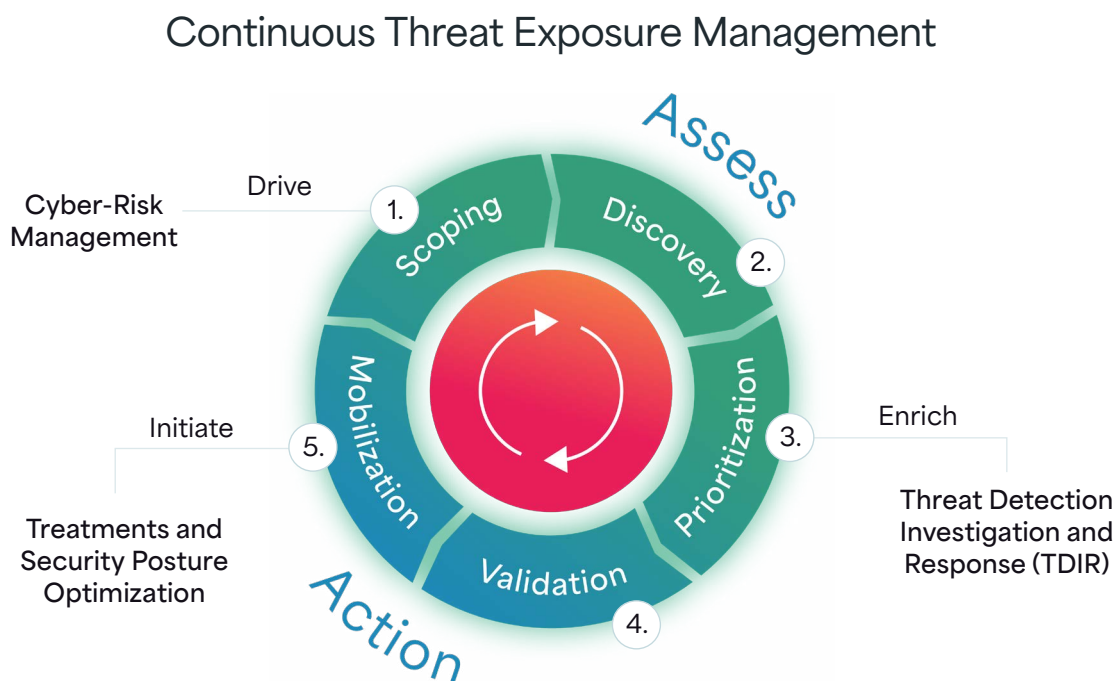 Continuous Threat Exposure Management
Assess
Drive
Cyber-Risk
Management
1.
Scoping
Discovery
2.
Prioritization
3.
Enrich
Threat Detection
Investigation and
Response (TDIR)
Validation
4.
Mobilization
5.
Initiate
Treatments and
Security Posture
Optimization
Action